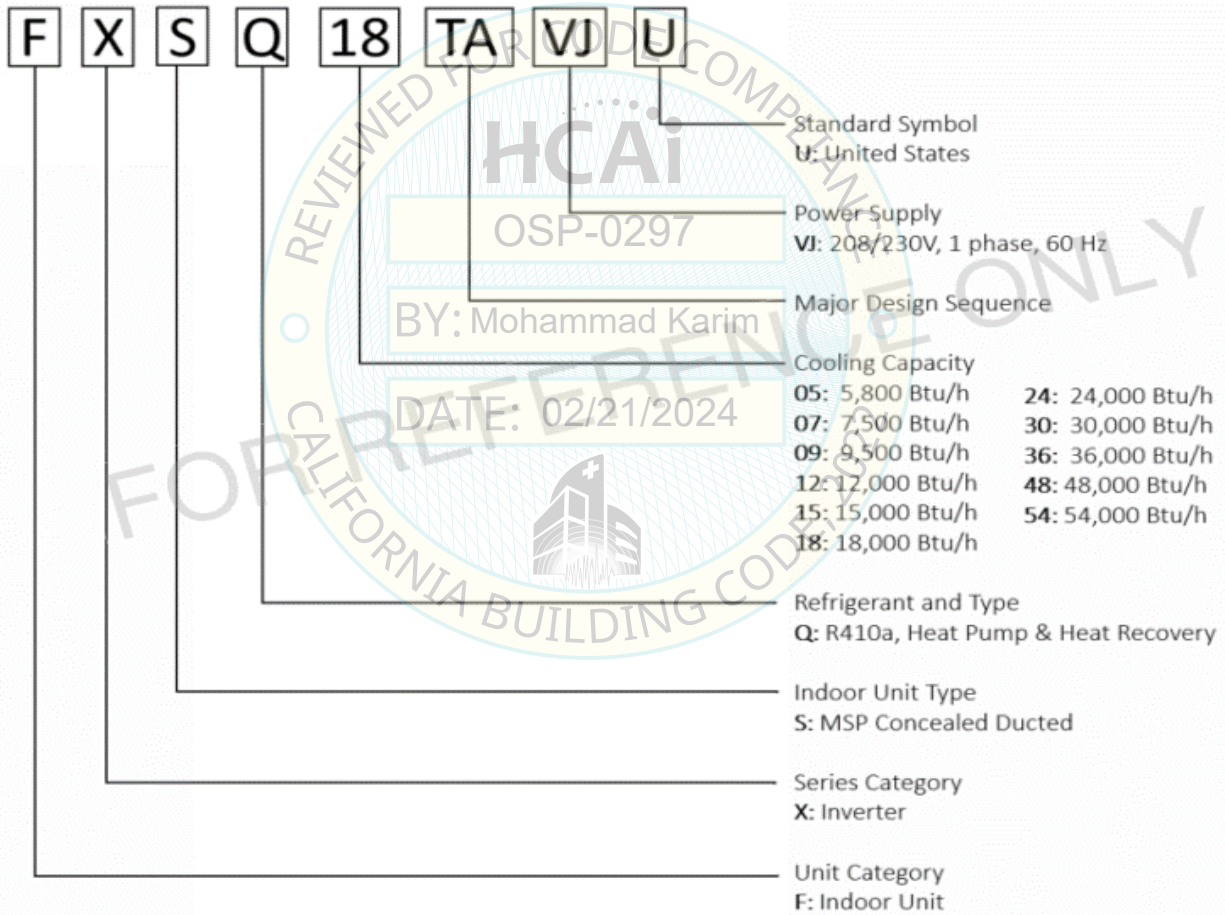 F X S Q 18 TA VJ U
Standard Symbol
U: United States
Power Supply
VJ: 208/230V, 1 phase, 60 Hz
Major Design Sequence
Cooling Capacity
05: 5,800 Btu/h
07: 7,500 Btu/h
09: 9,500 Btu/h
12: 12,000 Btu/h
15: 15,000 Btu/h
18: 18,000 Btu/h
24: 24,000 Btu/h
30: 30,000 Btu/h
36: 36,000 Btu/h
48: 48,000 Btu/h
54: 54,000 Btu/h
Refrigerant and Type
Q: R410a, Heat Pump & Heat Recovery
Indoor Unit Type
S: MSP Concealed Ducted
Series Category
X: Inverter
Unit Category
F: Indoor Unit
REVIEWED FOR CODE COMPLIANCE
HCAi
OSP-0297
BY: Mohammad Karim
DATE: 02/21/2024
CALIFORNIA BUILDING CODE, 2022
FOR REFERENCE ONLY